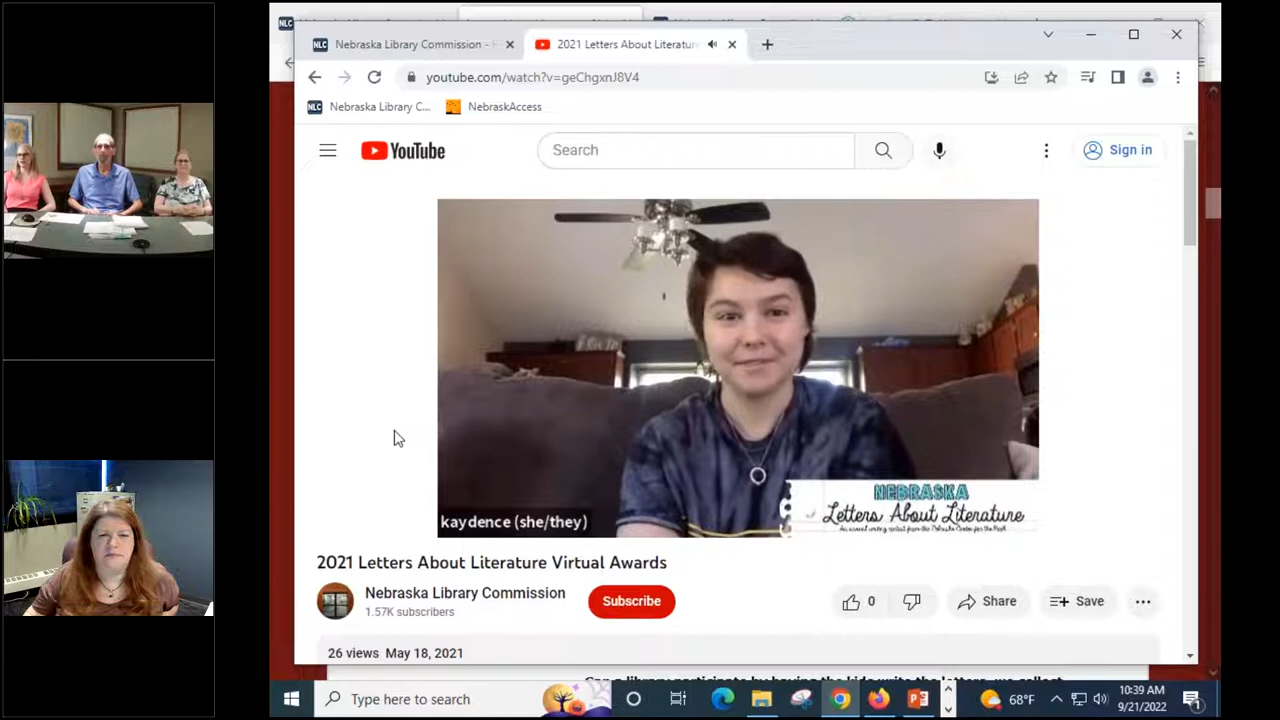 Nebraska Library Commission -
2021 Letters About Literatur
youtube.com/watch?v=geChgxnJ8V4
NLC Nebraska Library C...
NebraskAccess
YouTube
Search
Sign in
kaydence (she/they)
NEBRASKA
Letters About Literature
2021 Letters About Literature Virtual Awards
Nebraska Library Commission
1.57K subscribers
Subscribe
0
Share
Save
26 views May 18, 2021
Type here to search
68°F
10:39 AM
9/21/2022